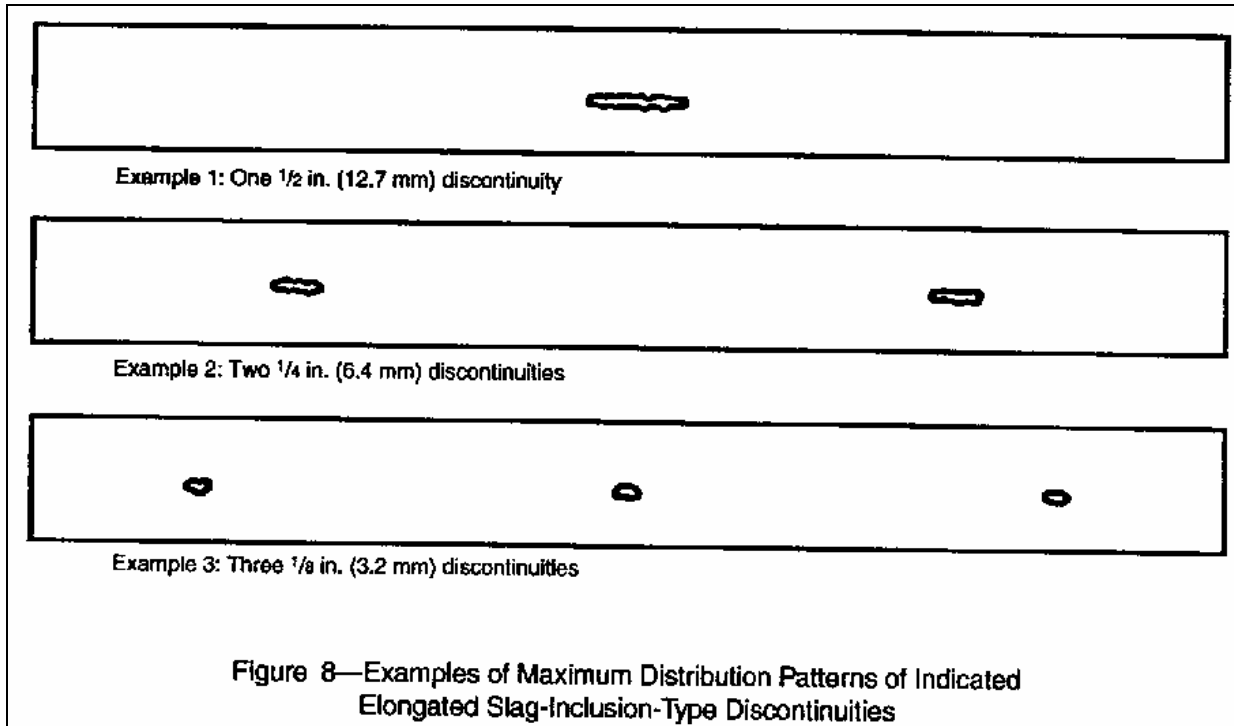 Example 1: One 1/2 in. (12.7 mm) discontinuity
Example 2: Two 1/4 in. (6.4 mm) discontinuities
Example 3: Three 1/8 in. (3.2 mm) discontinuities
Figure 8—Examples of Maximum Distribution Patterns of Indicated
Elongated Slag-Inclusion-Type Discontinuities